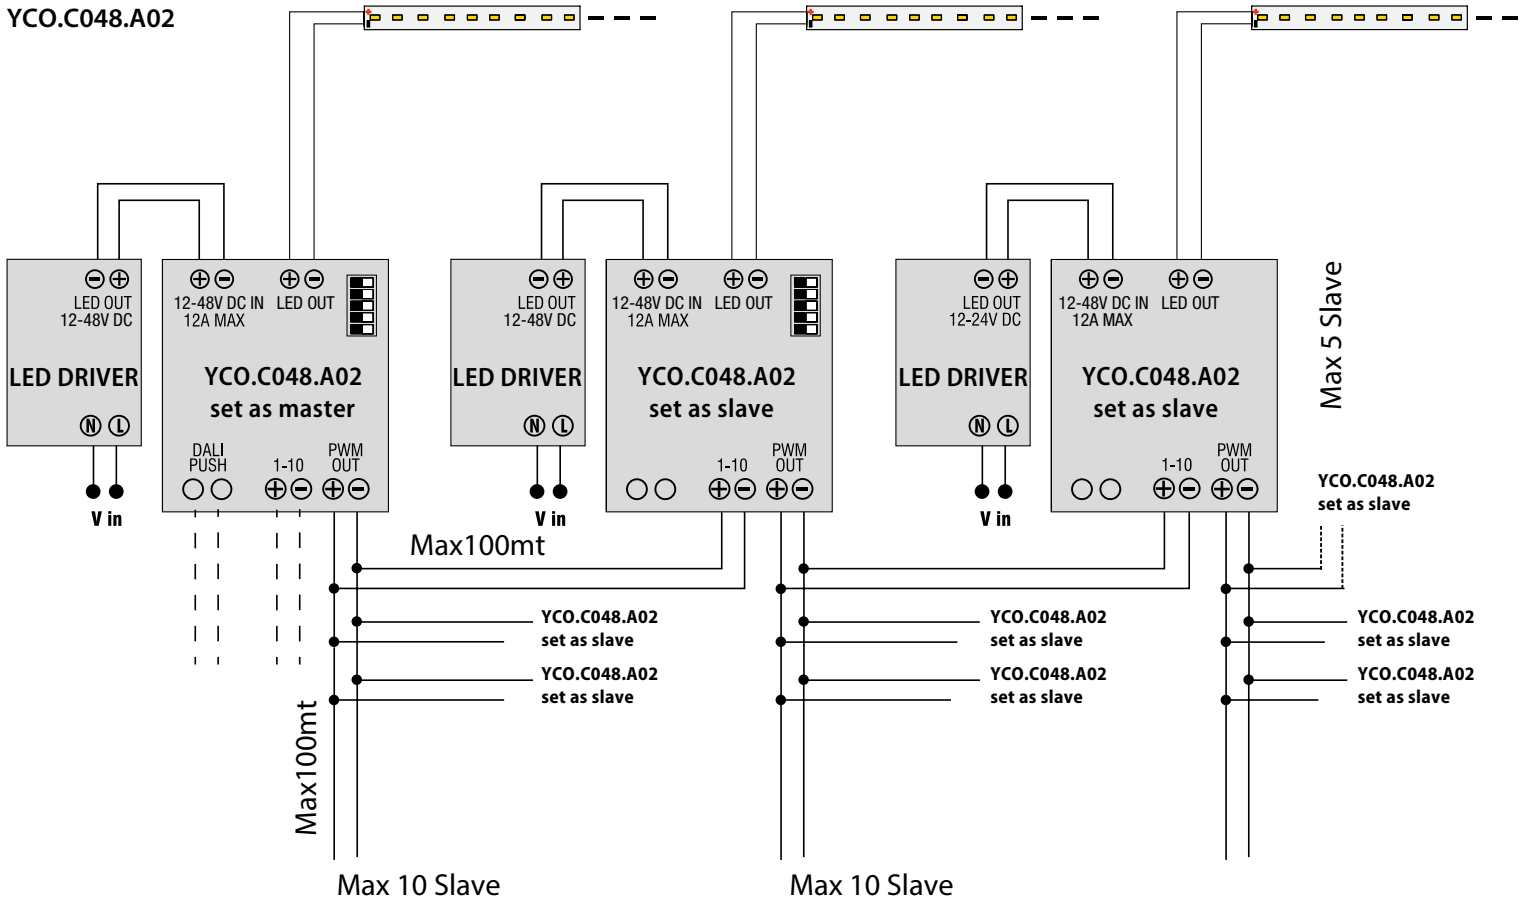 YCO.C048.A02
LED OUT
12-48V DC
LED DRIVER
N L
V in
12-48V DC IN
12A MAX
LED OUT
YCO.C048.A02
set as master
DALI
PUSH
1-10
PWM
OUT
LED OUT
12-48V DC
LED DRIVER
N L
V in
12-48V DC IN
12A MAX
LED OUT
YCO.C048.A02
set as slave
1-10
PWM
OUT
LED OUT
12-24V DC
LED DRIVER
N L
V in
12-48V DC IN
12A MAX
LED OUT
YCO.C048.A02
set as slave
1-10
PWM
OUT
Max 5 Slave
YCO.C048.A02
set as slave
Max100mt
YCO.C048.A02
set as slave
YCO.C048.A02
set as slave
YCO.C048.A02
set as slave
YCO.C048.A02
set as slave
YCO.C048.A02
set as slave
YCO.C048.A02
set as slave
Max100mt
Max 10 Slave
Max 10 Slave